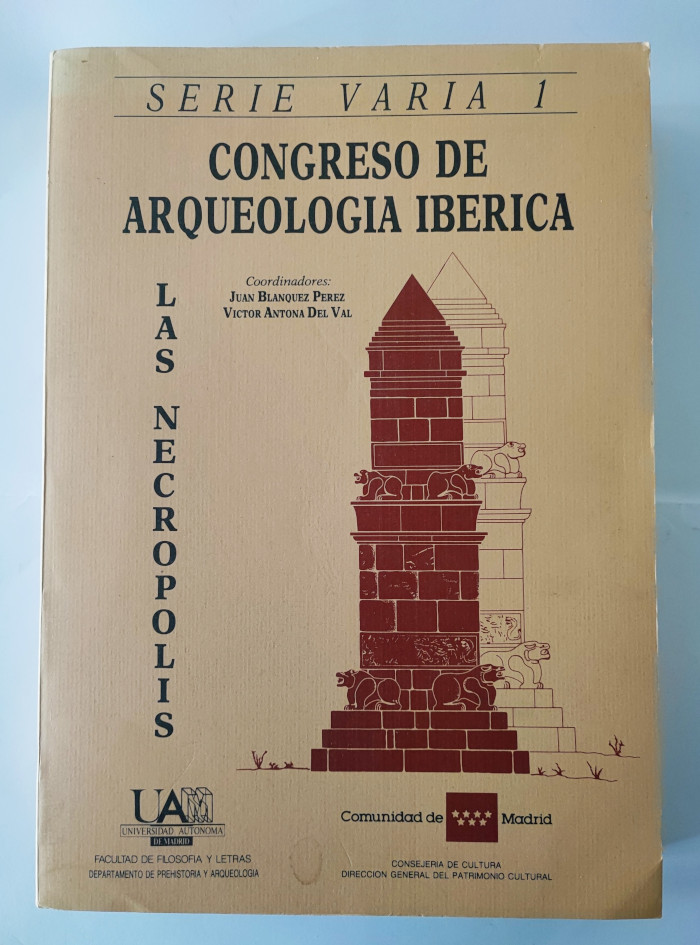 SERIE VARIA 1
CONGRESO DE
ARQUEOLOGIA IBERICA
Coordinadores:
JUAN BLANQUEZ PEREZ
VICTOR ANTONA DEL VAL
LAS NECROPOLIS
UAM
UNIVERSIDAD AUTONOMA
DE MADRID
FACULTAD DE FILOSOFIA Y LETRAS
DEPARTAMENTO DE PREHISTORIA Y ARQUEOLOGIA
Comunidad de Madrid
CONSEJERIA DE CULTURA
DIRECCION GENERAL DEL PATRIMONIO CULTURAL